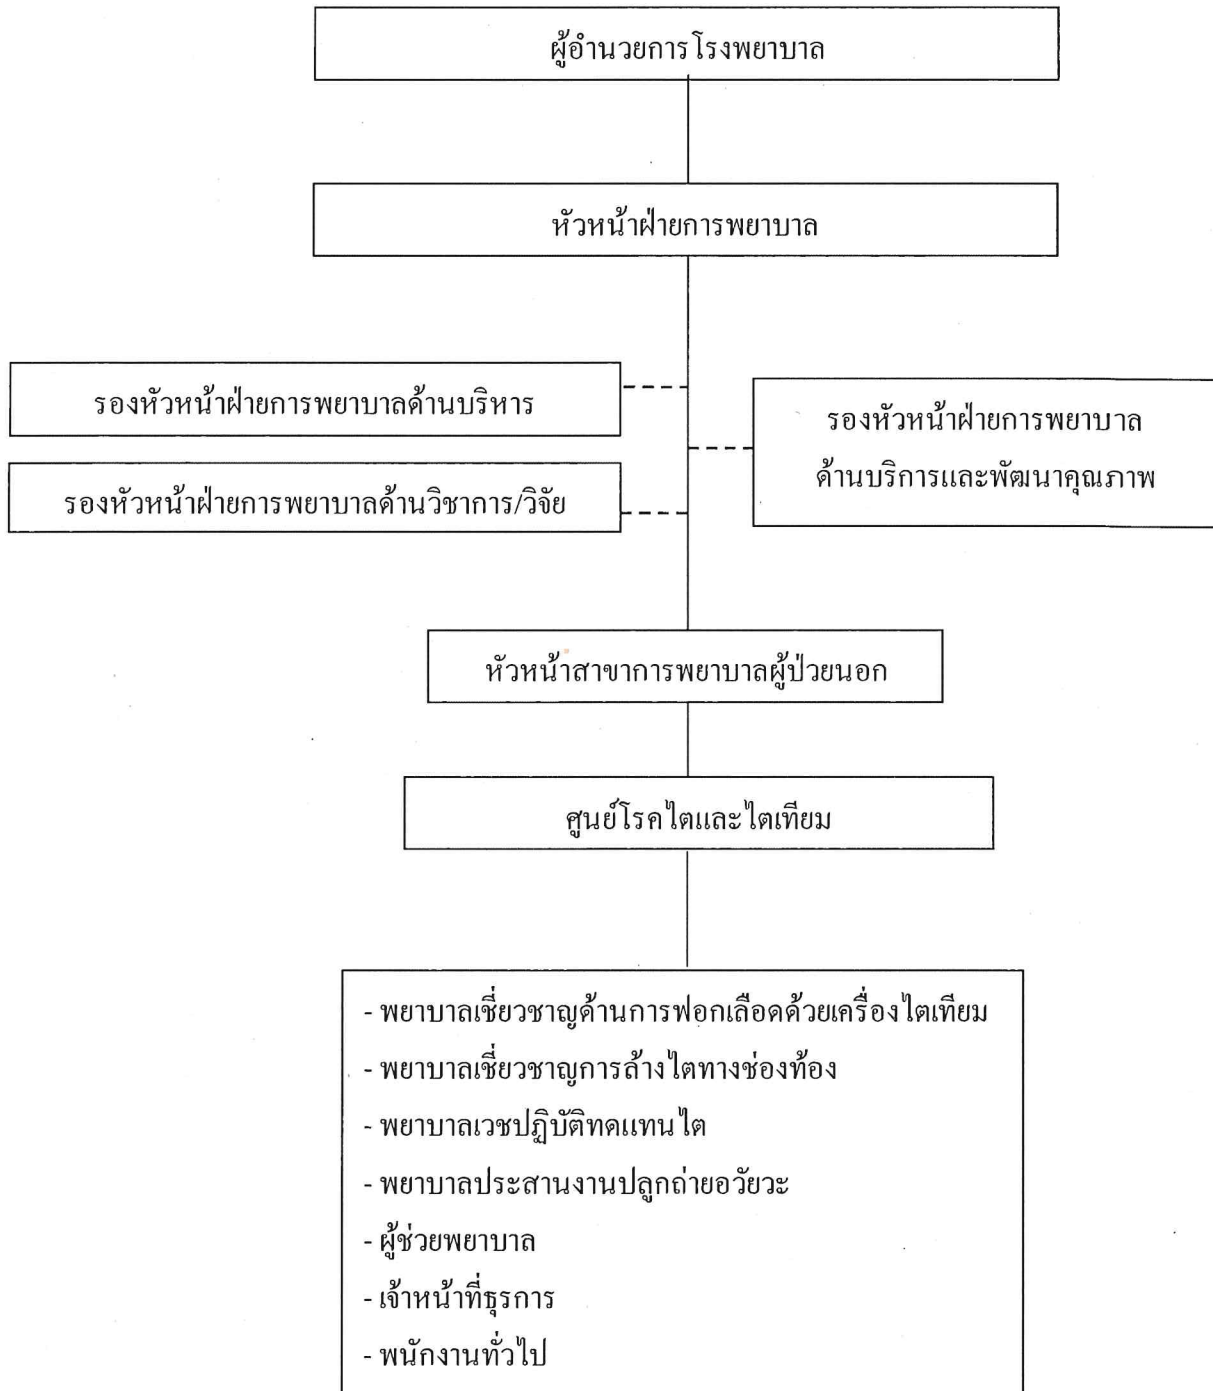 ผู้อำนวยการโรงพยาบาล
หัวหน้าฝ่ายการพยาบาล
รองหัวหน้าฝ่ายการพยาบาลด้านบริหาร
รองหัวหน้าฝ่ายการพยาบาล
ด้านบริการและพัฒนาคุณภาพ
รองหัวหน้าฝ่ายการพยาบาลด้านวิชาการ/วิจัย
หัวหน้าสาขาการพยาบาลผู้ป่วยนอก
ศูนย์โรคไตและไตเทียม
- พยาบาลเชี่ยวชาญด้านการฟอกเลือดด้วยเครื่องไตเทียม
- พยาบาลเชี่ยวชาญการล้างไตทางช่องท้อง
- พยาบาลเวชปฏิบัติทดแทนไต
- พยาบาลประสานงานปลูกถ่ายอวัยวะ
- ผู้ช่วยพยาบาล
- เจ้าหน้าที่ธุรการ
- พนักงานทั่วไป